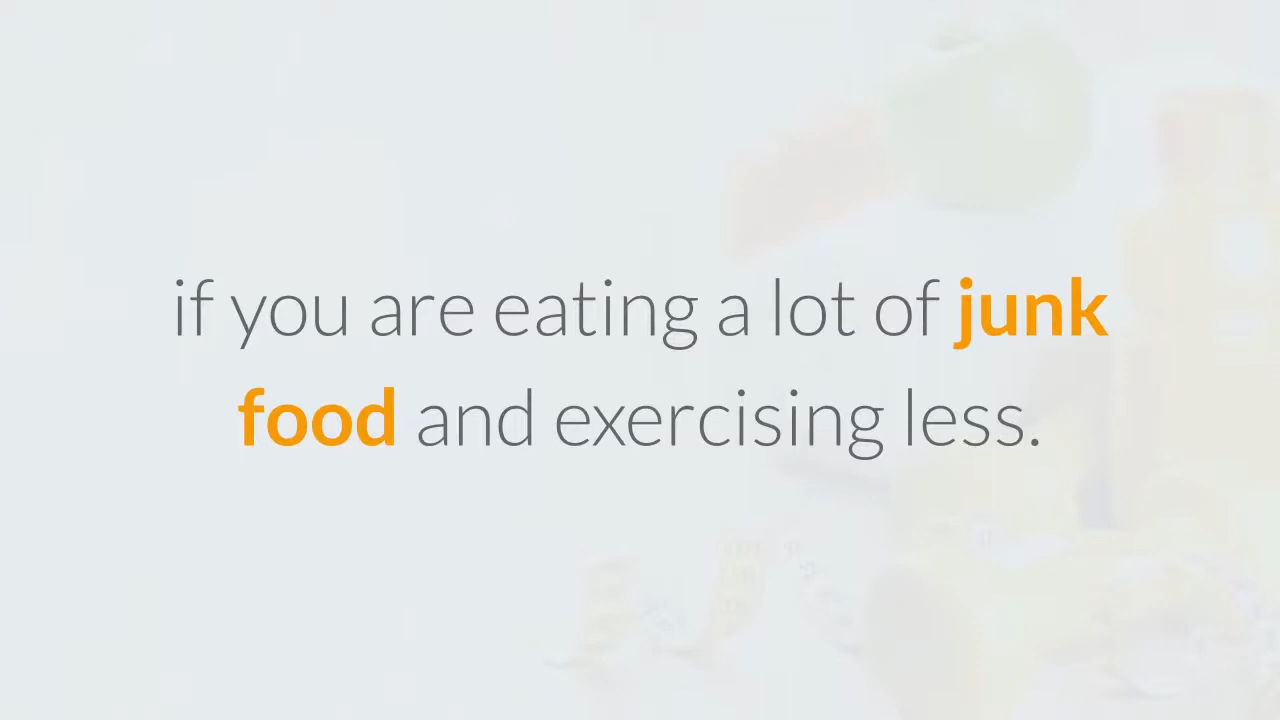 if you are eating a lot of junk
food and exercising less.